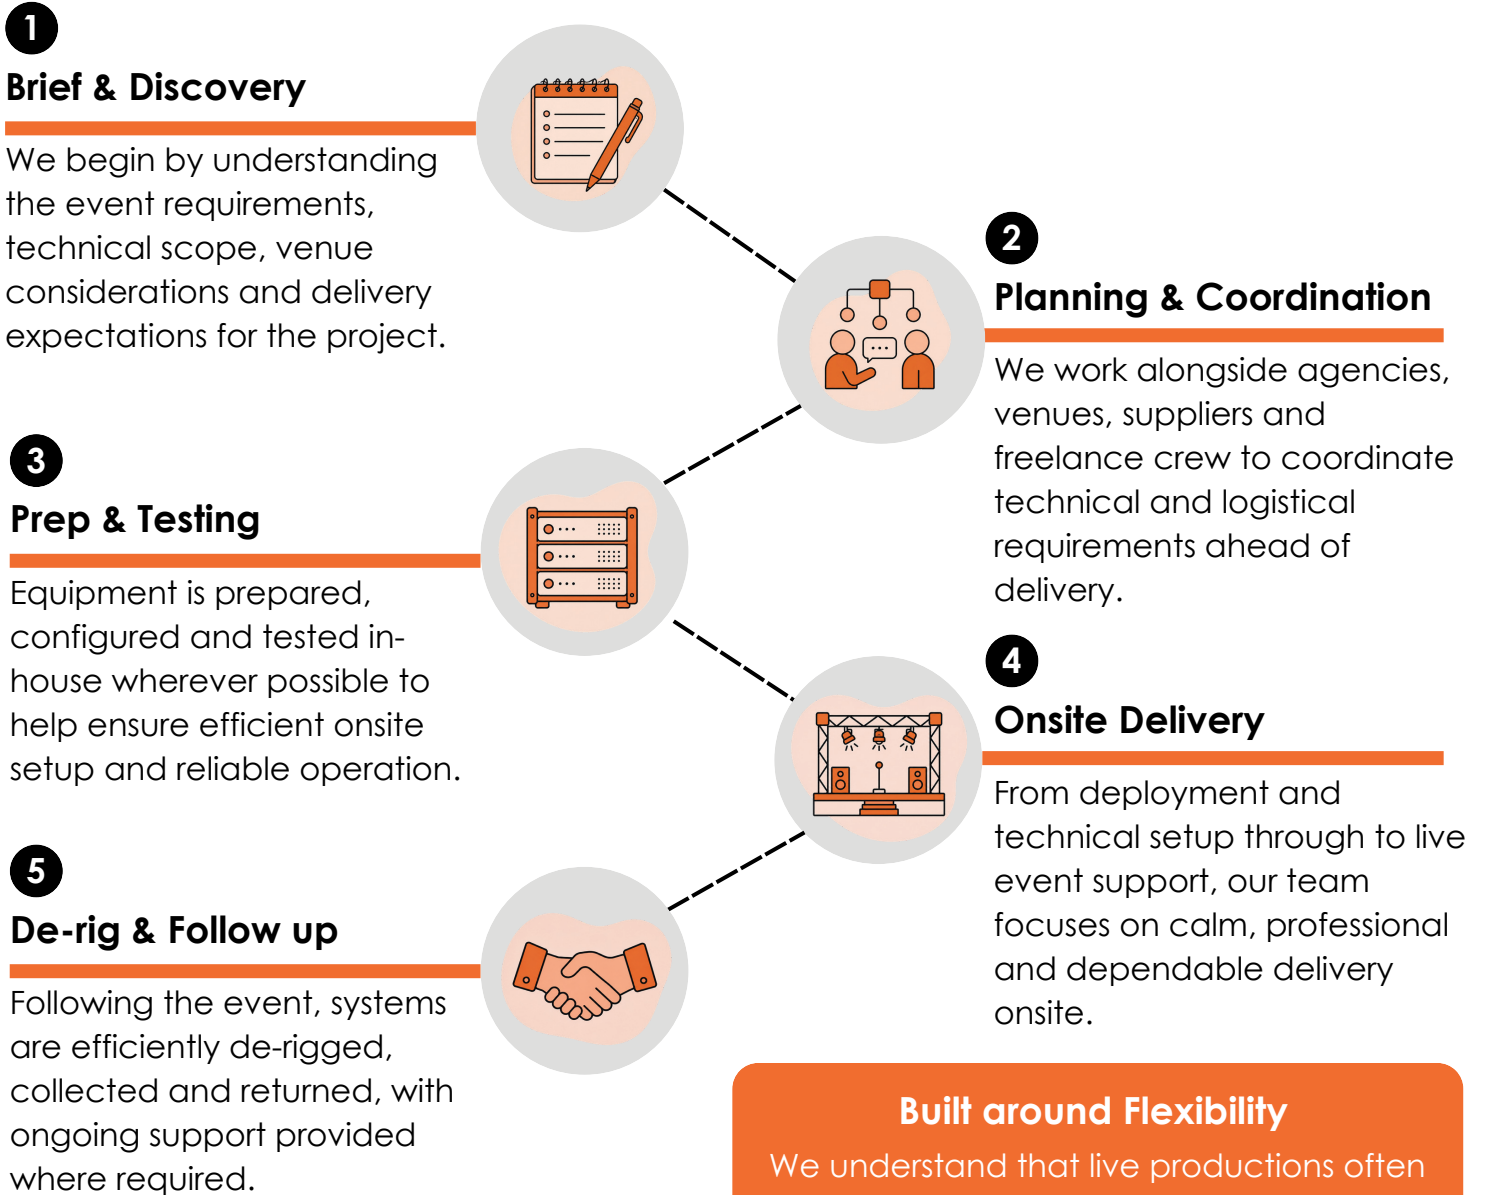 1
Brief & Discovery
We begin by understanding
the event requirements,
technical scope, venue
considerations and delivery
expectations for the project.
2
Planning & Coordination
We work alongside agencies,
venues, suppliers and
freelance crew to coordinate
technical and logistical
requirements ahead of
delivery.
3
Prep & Testing
Equipment is prepared,
configured and tested in-
house wherever possible to
help ensure efficient onsite
setup and reliable operation.
4
Onsite Delivery
From deployment and
technical setup through to live
event support, our team
focuses on calm, professional
and dependable delivery
onsite.
5
De-rig & Follow up
Following the event, systems
are efficiently de-rigged,
collected and returned, with
ongoing support provided
where required.
Built around Flexibility
We understand that live productions often